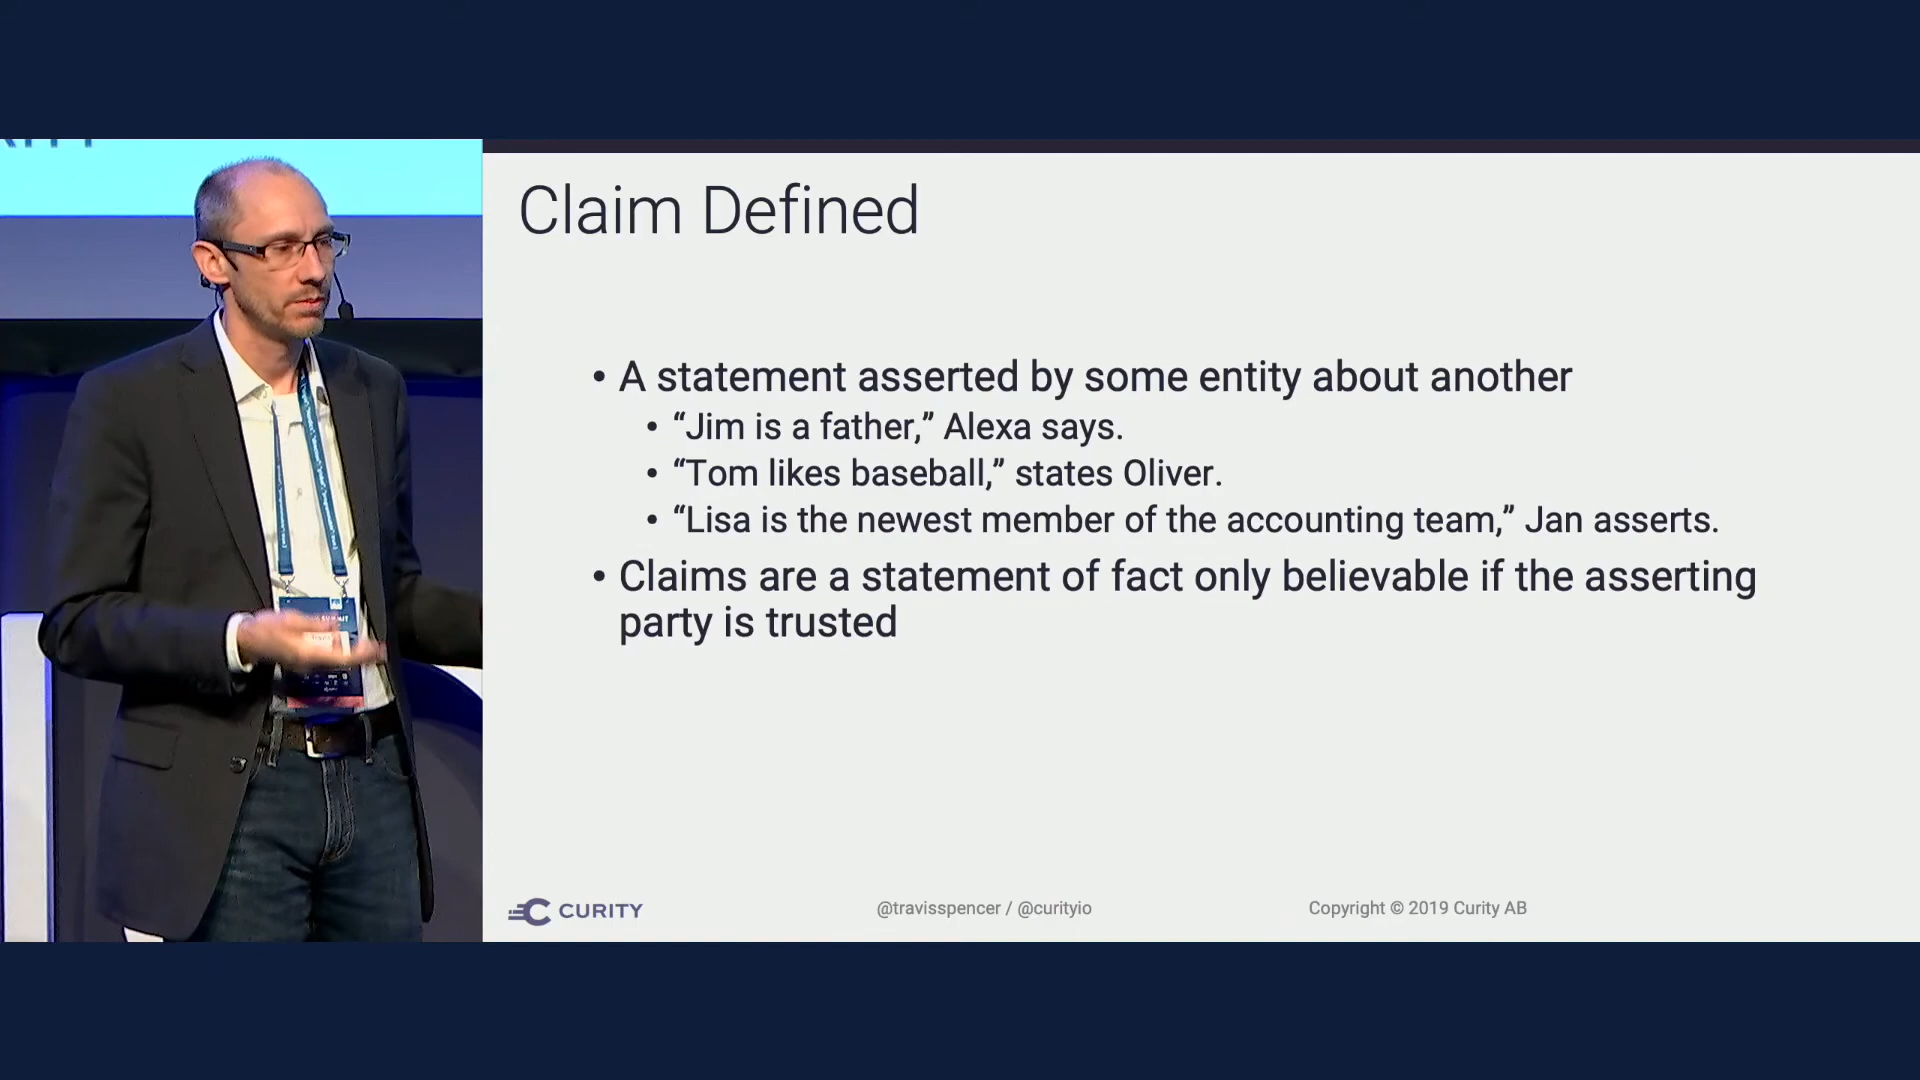 Claim Defined
• A statement asserted by some entity about another
• “Jim is a father,” Alexa says.
• “Tom likes baseball,” states Oliver.
• “Lisa is the newest member of the accounting team,” Jan asserts.
• Claims are a statement of fact only believable if the asserting
party is trusted
CURITY
@travisspencer / @curityio
Copyright © 2019 Curity AB